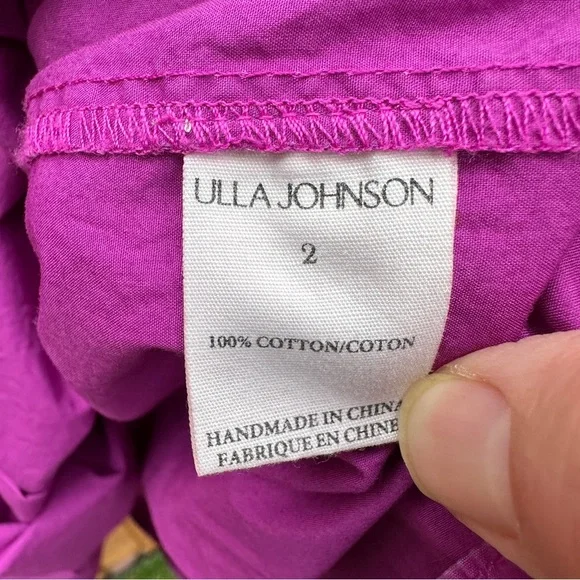 ULLA JOHNSON
2
100% COTTON/COTON
HANDMADE IN CHINA
FABRIQUE EN CHINE